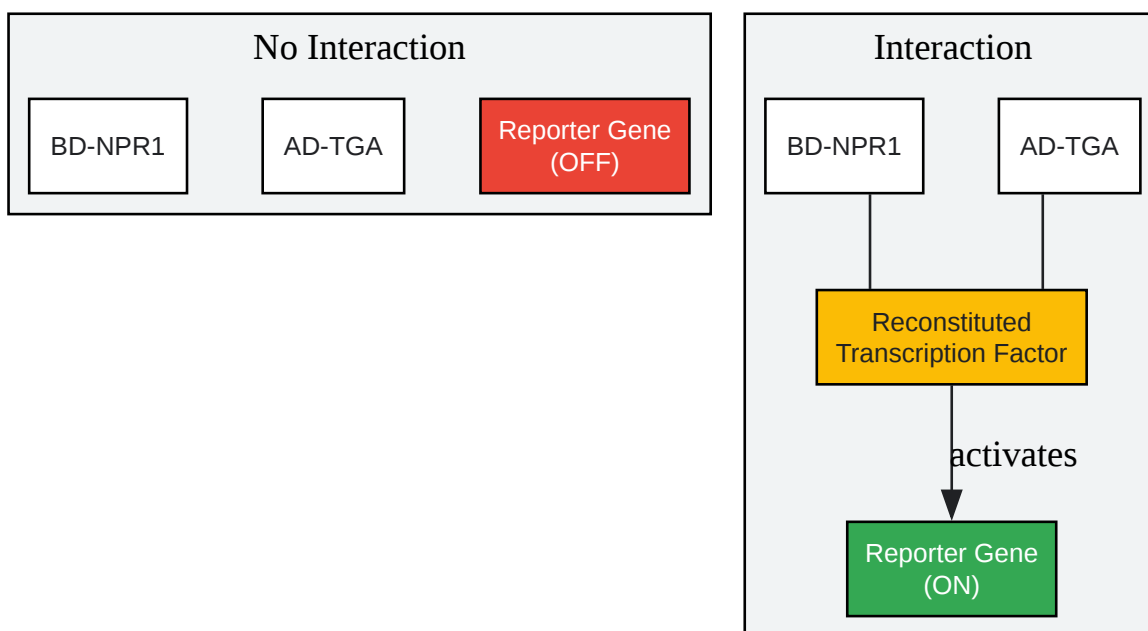 No Interaction
BD-NPR1
AD-TGA
Reporter Gene
(OFF)
Interaction
BD-NPR1
AD-TGA
Reconstituted
Transcription Factor
activates
Reporter Gene
(ON)